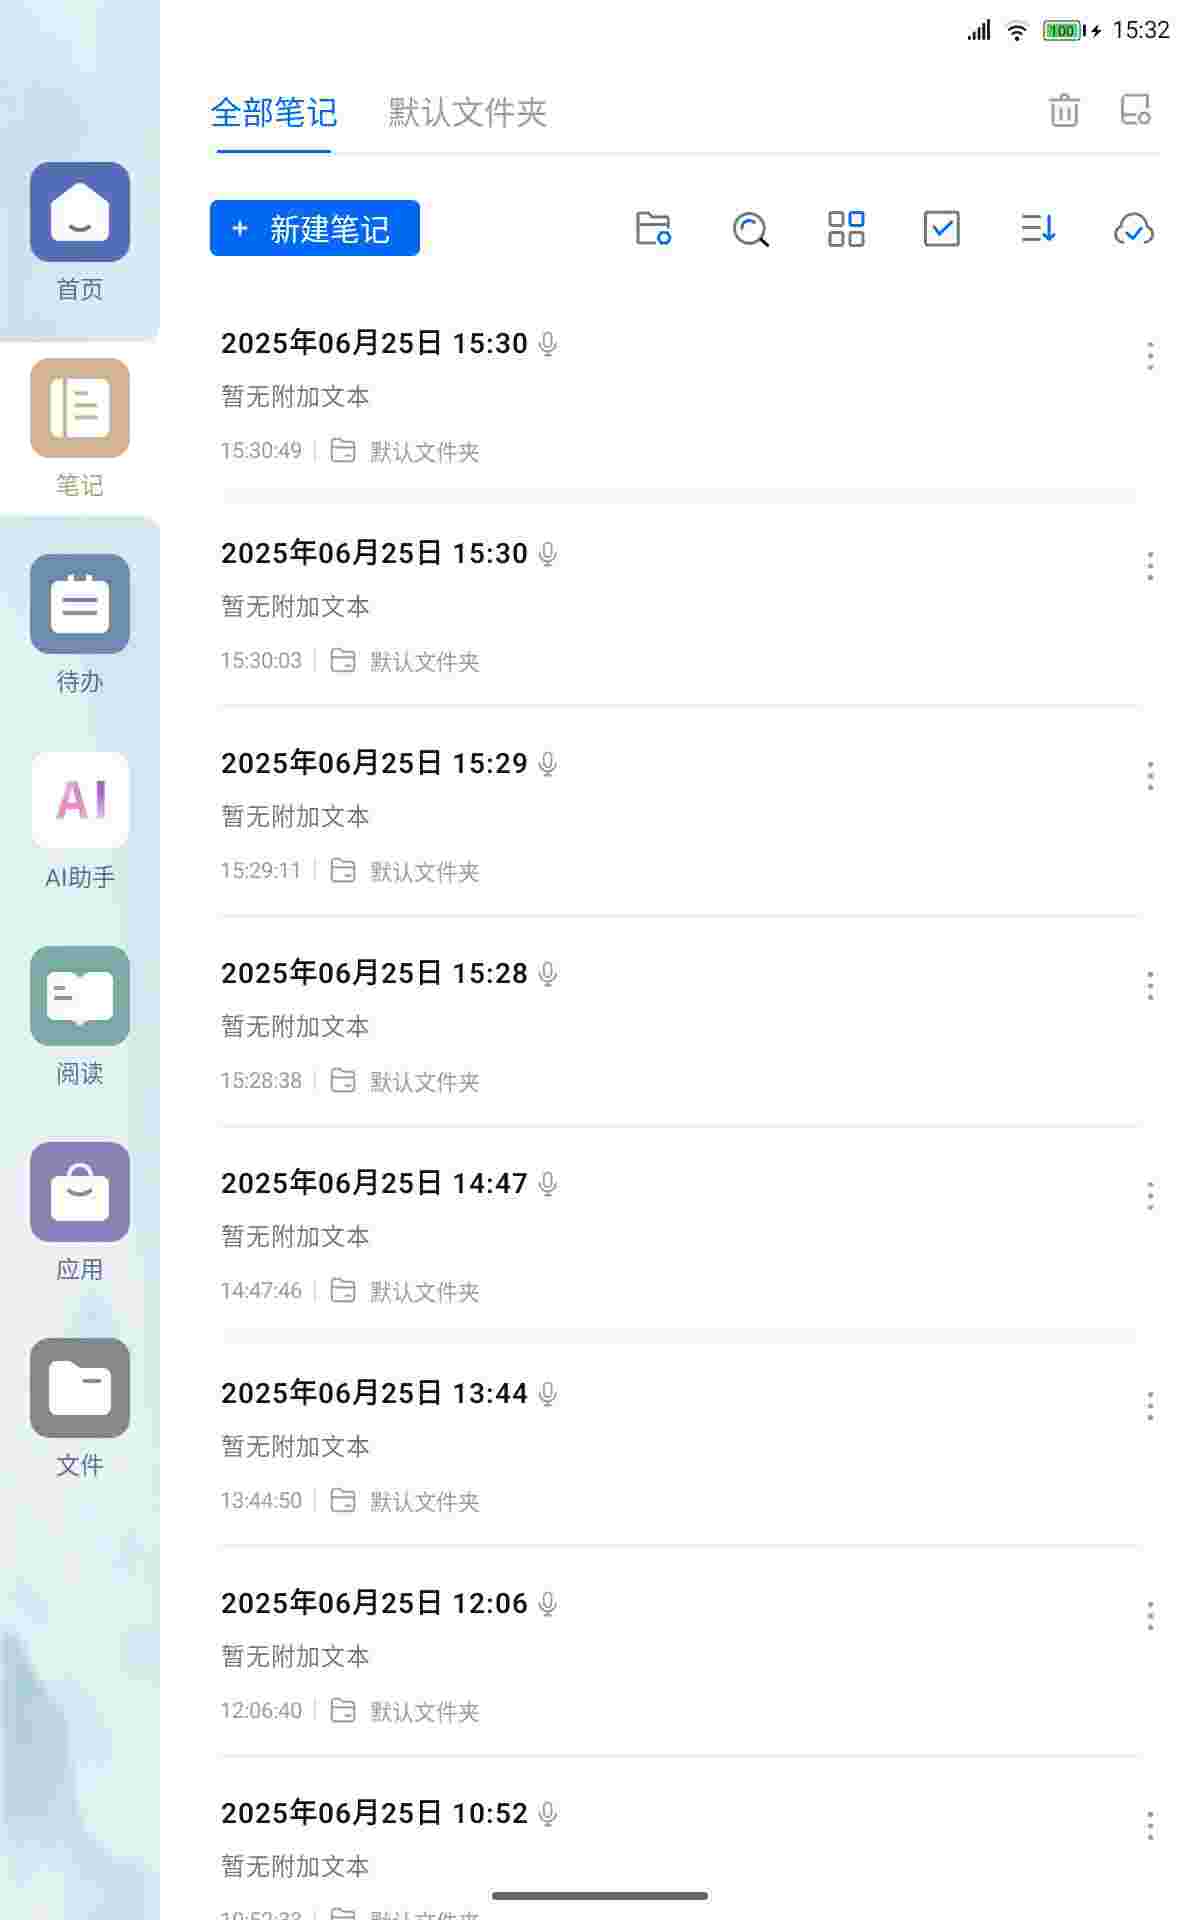 100 15:32
全部笔记 默认文件夹
+ 新建笔记
首页
笔记
待办
AI
AI助手
阅读
应用
文件
2025年06月25日 15:30
暂无附加文本
15:30:49 默认文件夹
2025年06月25日 15:30
暂无附加文本
15:30:03 默认文件夹
2025年06月25日 15:29
暂无附加文本
15:29:11 默认文件夹
2025年06月25日 15:28
暂无附加文本
15:28:38 默认文件夹
2025年06月25日 14:47
暂无附加文本
14:47:46 默认文件夹
2025年06月25日 13:44
暂无附加文本
13:44:50 默认文件夹
2025年06月25日 12:06
暂无附加文本
12:06:40 默认文件夹
2025年06月25日 10:52
暂无附加文本
10:52:33 默认文件夹